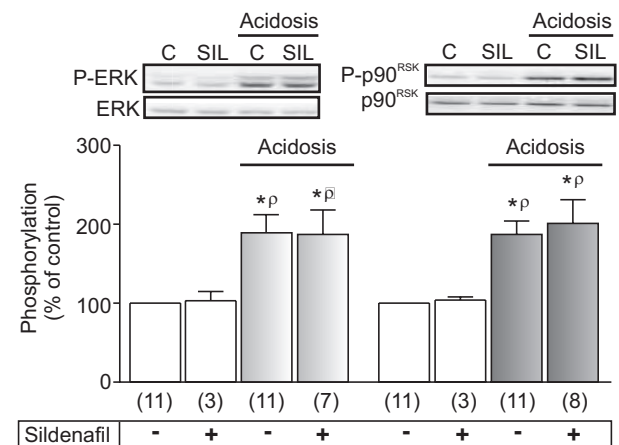 Acidosis
Acidosis
C SIL C SIL
C SIL C SIL
P-ERK
P-p90RSK
ERK
p90RSK
Phosphorylation
(% of control)
300
200
100
0
Acidosis
Acidosis
*ρ
*ρ
*ρ
*ρ
(11) (3) (11) (7) (11) (3) (11) (8)
Sildenafil - + - + - + - +